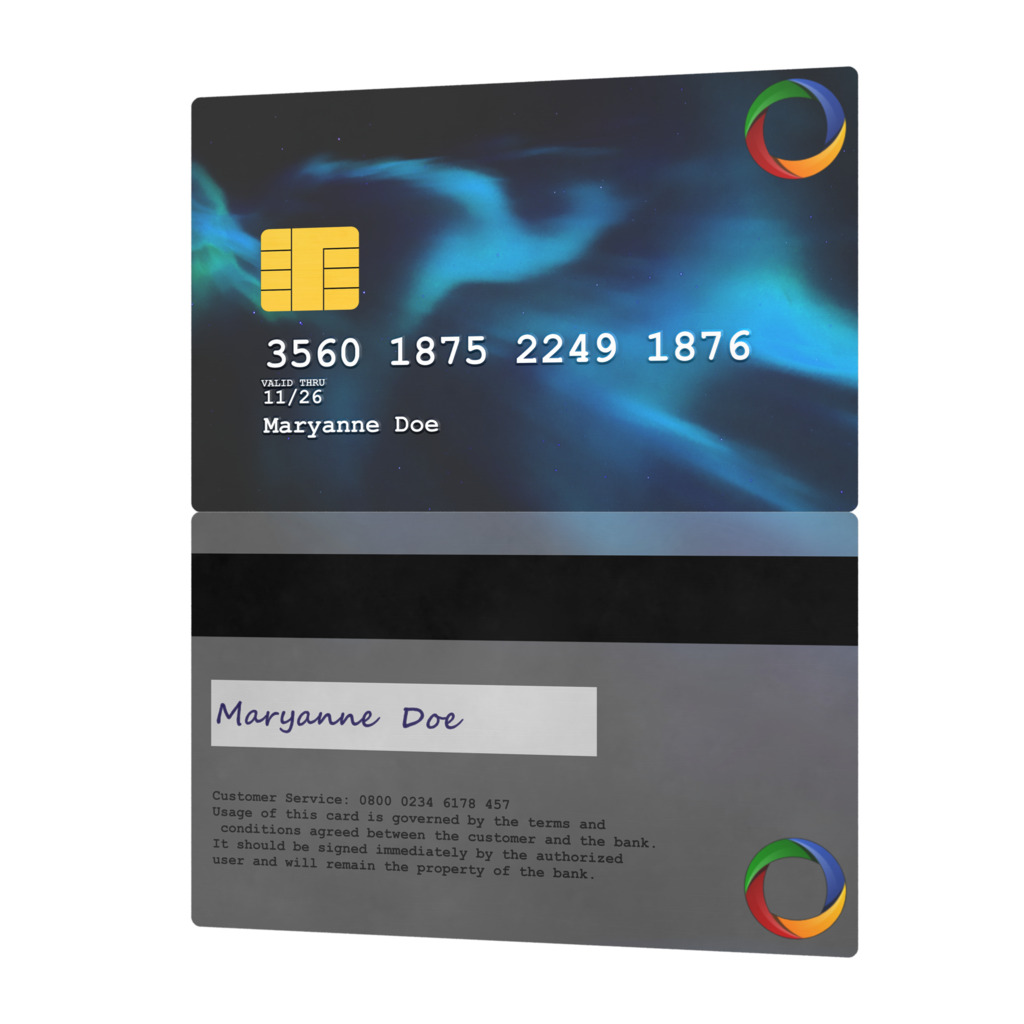 3560 1875 2249 1876
VALID THRU
11/26
Maryanne Doe
Maryanne Doe
Customer Service: 0800 0234 6178 457
Usage of this card is governed by the terms and
conditions agreed between the customer and the bank.
It should be signed immediately by the authorized
user and will remain the property of the bank.